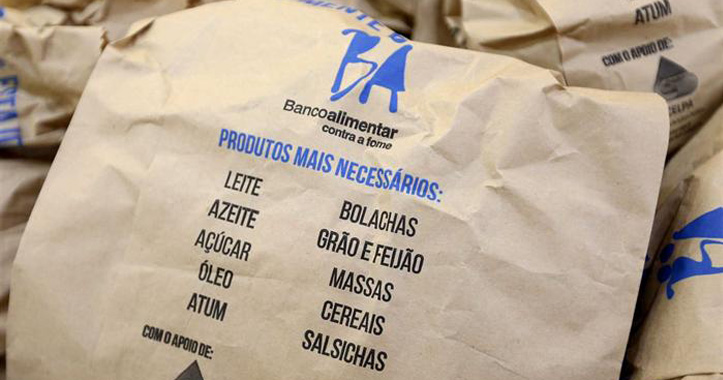 Bancoalimentar
contra a fome
PRODUTOS MAIS NECESSÁRIOS:
LEITE
AZEITE
AÇÚCAR
ÓLEO
ATUM
BOLACHAS
GRÃO E FEIJÃO
MASSAS
CEREAIS
SALSICHAS
COM O APOIO DE:
ATUM
COM O APOIO DE:
CELPA